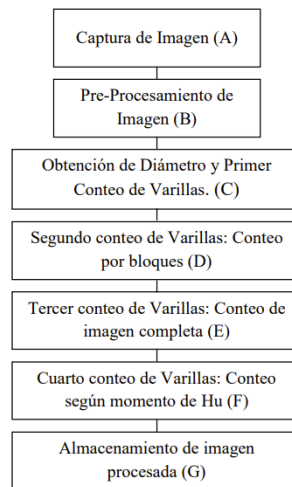 Captura de Imagen (A)
Pre-Procesamiento de
Imagen (B)
Obtención de Diámetro y Primer
Conteo de Varillas. (C)
Segundo conteo de Varillas: Conteo
por bloques (D)
Tercer conteo de Varillas: Conteo de
imagen completa (E)
Cuarto conteo de Varillas: Conteo
según momento de Hu (F)
Almacenamiento de imagen
procesada (G)